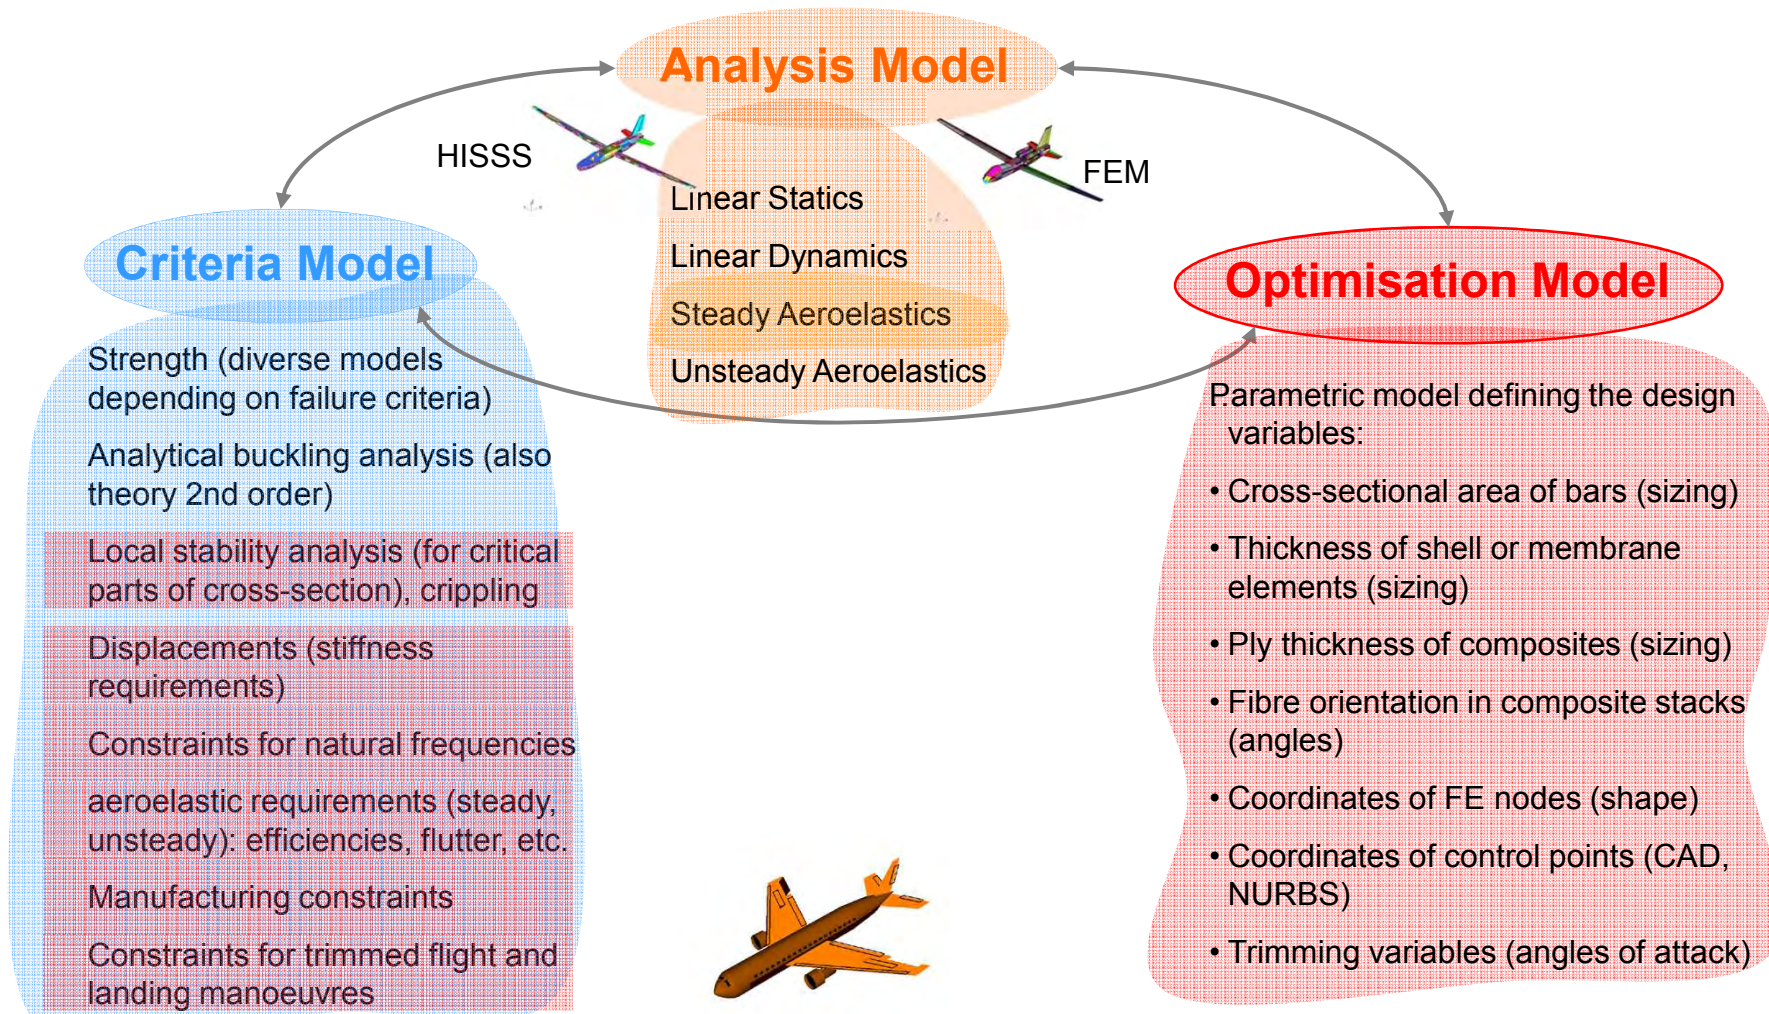 Analysis Model
HISSS
FEM
Linear Statics
Linear Dynamics
Steady Aeroelastics
Unsteady Aeroelastics
Criteria Model
Strength (diverse models
depending on failure criteria)
Analytical buckling analysis (also
theory 2nd order)
Local stability analysis (for critical
parts of cross-section), crippling
Displacements (stiffness
requirements)
Constraints for natural frequencies
aeroelastic requirements (steady,
unsteady): efficiencies, flutter, etc.
Manufacturing constraints
Constraints for trimmed flight and
landing manoeuvres
Optimisation Model
Parametric model defining the design
variables:
• Cross-sectional area of bars (sizing)
• Thickness of shell or membrane
elements (sizing)
• Ply thickness of composites (sizing)
• Fibre orientation in composite stacks
(angles)
• Coordinates of FE nodes (shape)
• Coordinates of control points (CAD,
NURBS)
• Trimming variables (angles of attack)